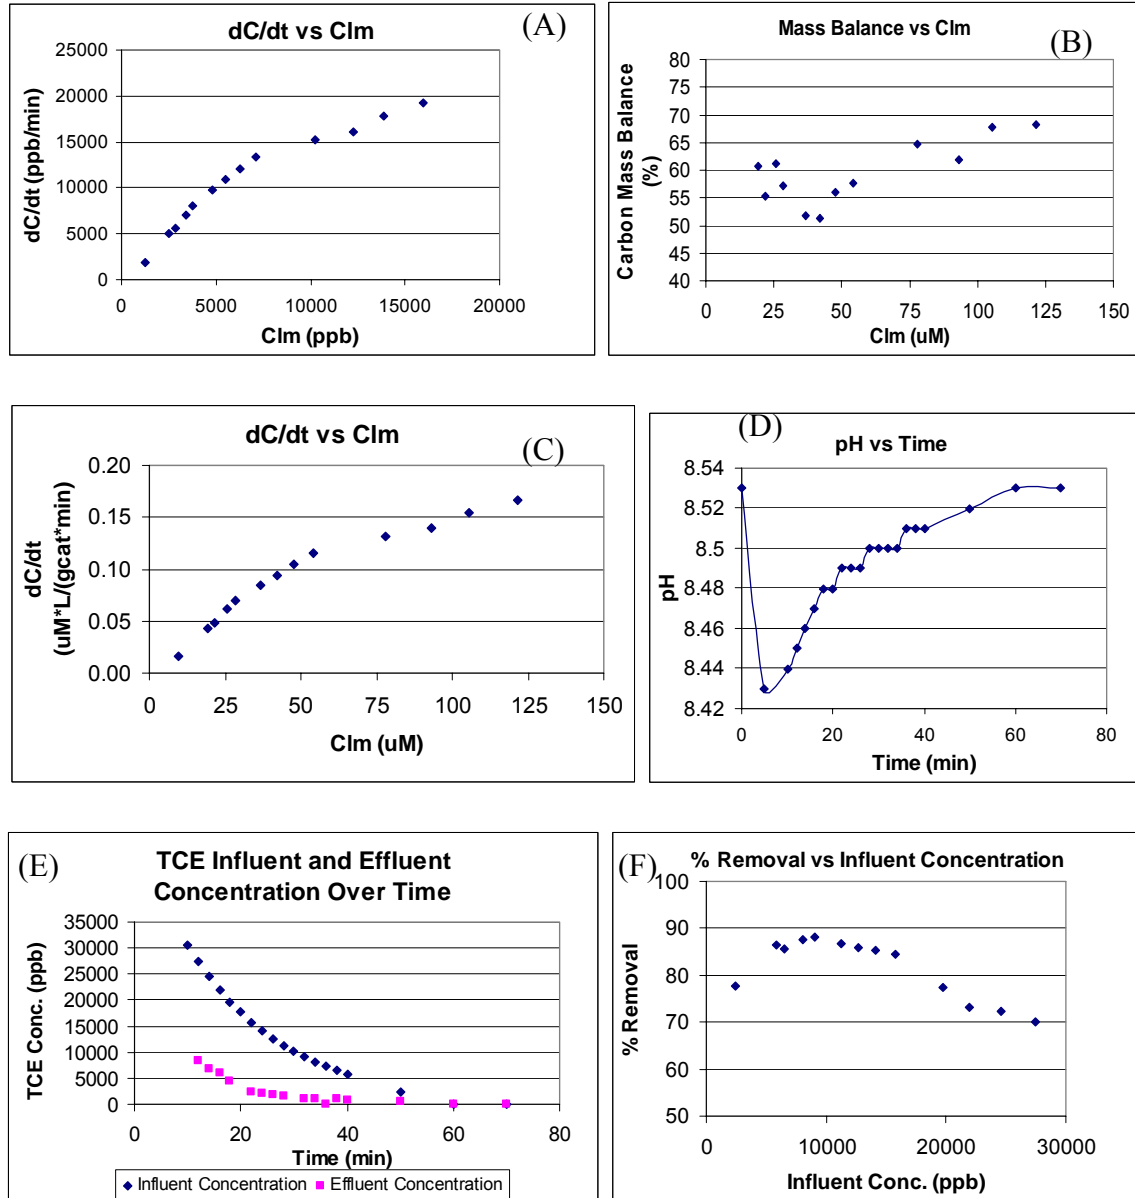 dC/dt vs Clm
(A)
25000
20000
15000
10000
5000
0
dC/dt (ppb/min)
0 5000 10000 15000 20000
Clm (ppb)
Mass Balance vs Clm
(B)
80
75
70
65
60
55
50
45
40
Carbon Mass Balance
(%)
0 25 50 75 100 125 150
Clm (uM)
dC/dt vs Clm
(C)
0.20
0.15
0.10
0.05
0.00
dC/dt
(uM*L/(gcat*min)
0 25 50 75 100 125 150
Clm (uM)
(D)
pH vs Time
8.54
8.52
8.5
8.48
8.46
8.44
8.42
pH
0 20 40 60 80
Time (min)
(E)
TCE Influent and Effluent
Concentration Over Time
35000
30000
25000
20000
15000
10000
5000
0
TCE Conc. (ppb)
0 20 40 60 80
Time (min)
Influent Concentration Effluent Concentration
(F)
% Removal vs Influent Concentration
100
90
80
70
60
50
% Removal
0 10000 20000 30000
Influent Conc. (ppb)